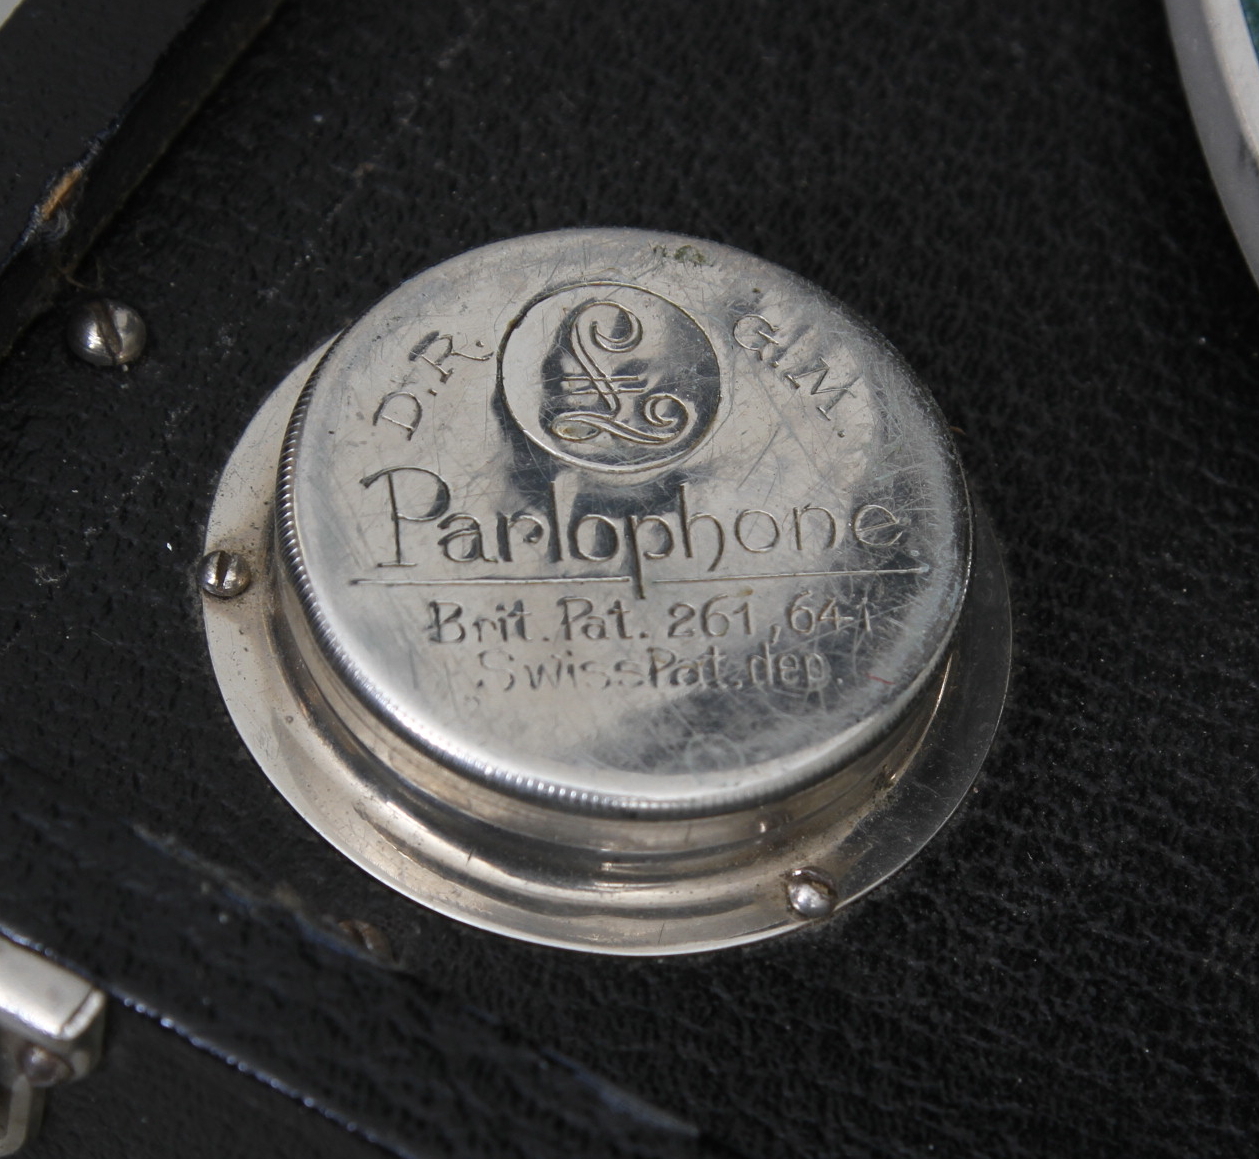 D.R. £ G.M.
Parlophone
Brit. Pat. 261,641
Swiss Pat. dep.